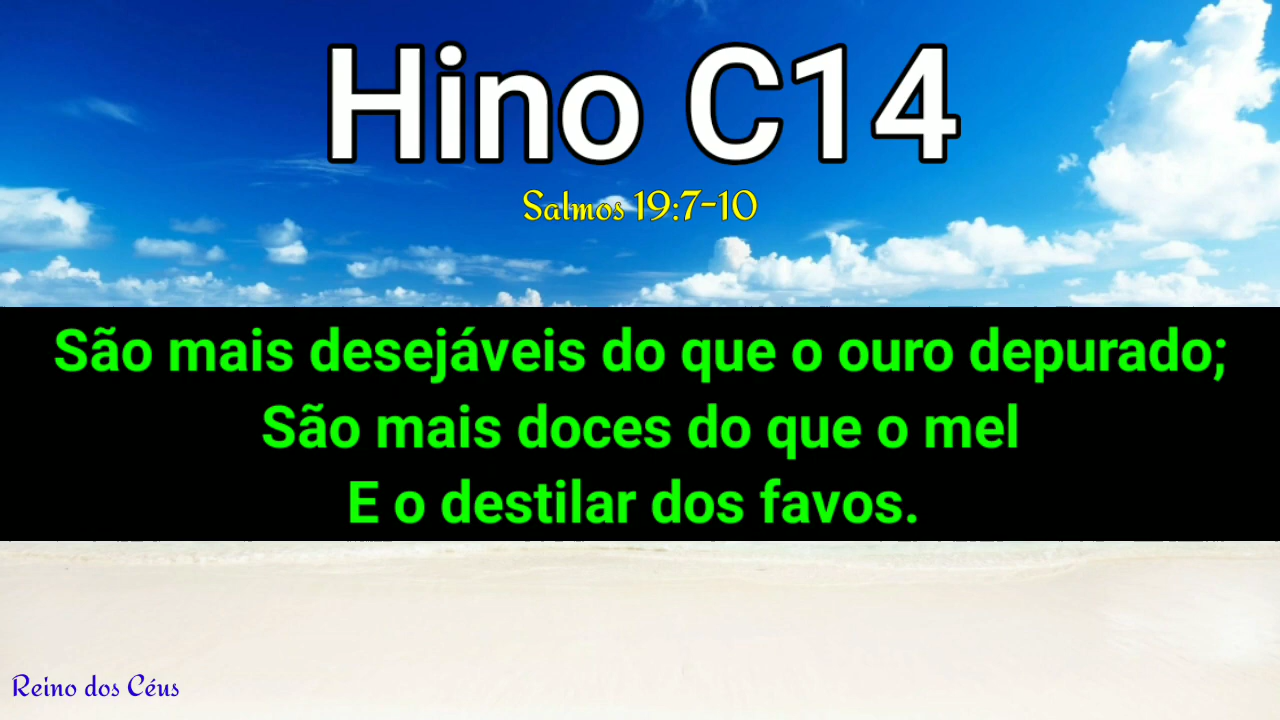 Hino C14
Salmos 19:7-10
São mais desejáveis do que o ouro depurado;
São mais doces do que o mel
E o destilar dos favos.
Reino dos Céus